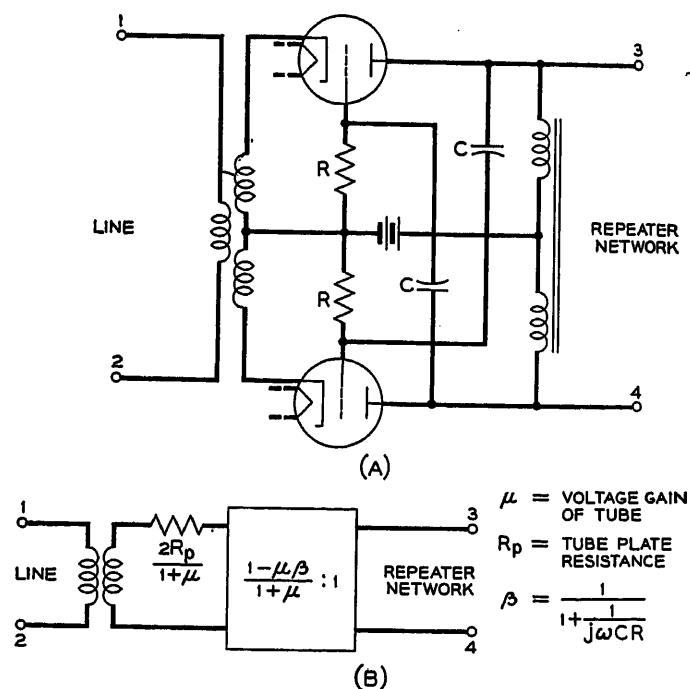 1
3
R
C
LINE
REPEATER
NETWORK
R
C
2
4
(A)
1
3
μ = VOLTAGE GAIN
OF TUBE
LINE
2Rp
1+μ
1−μβ
1+μ
:1
REPEATER
NETWORK
Rp = TUBE PLATE
RESISTANCE
2
4
β = 1
1+ 1
jωCR
(B)